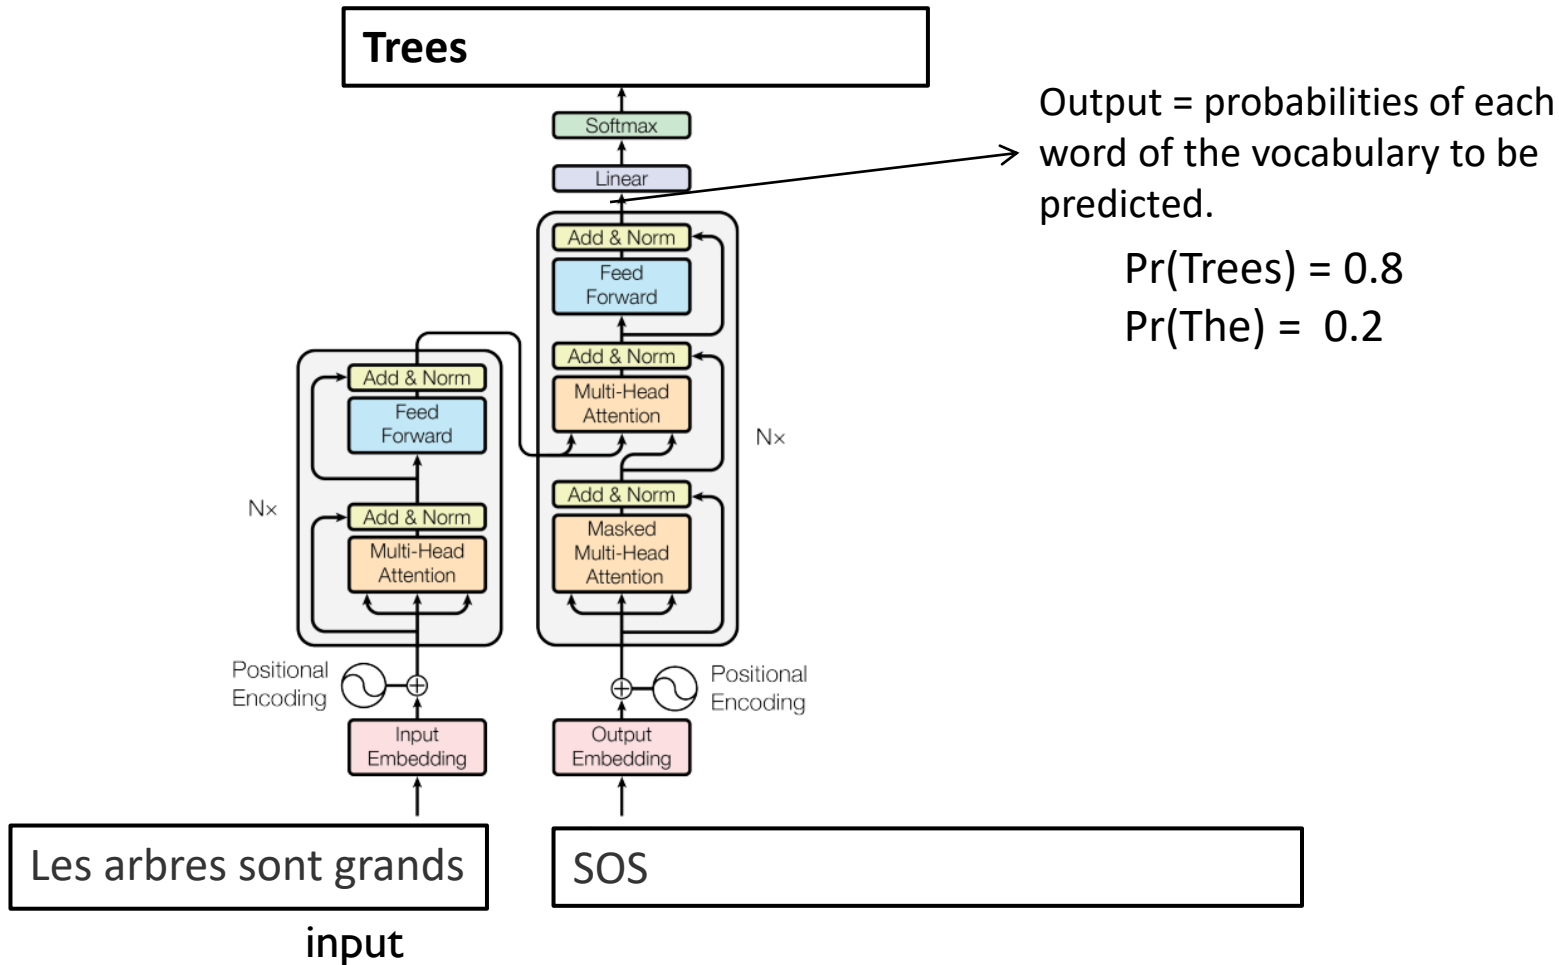 Trees
Output = probabilities of each
word of the vocabulary to be
predicted.
Pr(Trees) = 0.8
Pr(The) = 0.2
Softmax
Linear
Add & Norm
Feed
Forward
Add & Norm
Multi-Head
Attention
N×
Add & Norm
Masked
Multi-Head
Attention
Add & Norm
Feed
Forward
N×
Add & Norm
Multi-Head
Attention
Positional
Encoding
Positional
Encoding
Input
Embedding
Output
Embedding
Les arbres sont grands
SOS
input